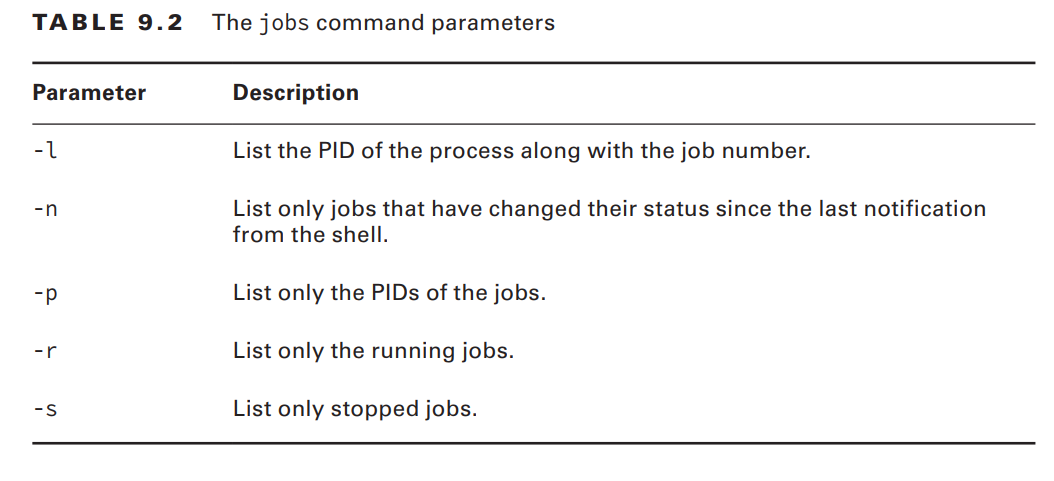 TABLE 9.2 The jobs command parameters
Parameter Description
-l List the PID of the process along with the job number.
-n List only jobs that have changed their status since the last notification
from the shell.
-p List only the PIDs of the jobs.
-r List only the running jobs.
-s List only stopped jobs.